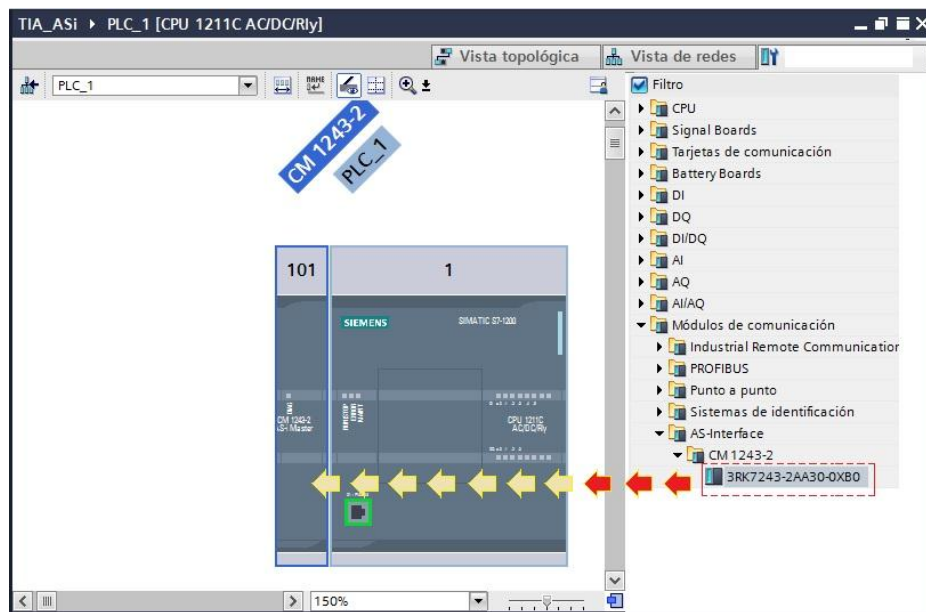 TIA_ASi ▸ PLC_1 [CPU 1211C AC/DC/Rly]
Vista topológica
Vista de redes
PLC_1
Filtro
CPU
Signal Boards
Tarjetas de comunicación
Battery Boards
DI
DQ
DI/DQ
AI
AQ
AI/AQ
Módulos de comunicación
Industrial Remote Communication
PROFIBUS
Punto a punto
Sistemas de identificación
AS-Interface
CM 1243-2
3RK7243-2AA30-0XB0
CM 1243-2
PLC_1
101
1
SIEMENS
SIMATIC S7-1200
CM 1243-2
AS-i Master
CPU 1211C
AC/DC/Rly
150%